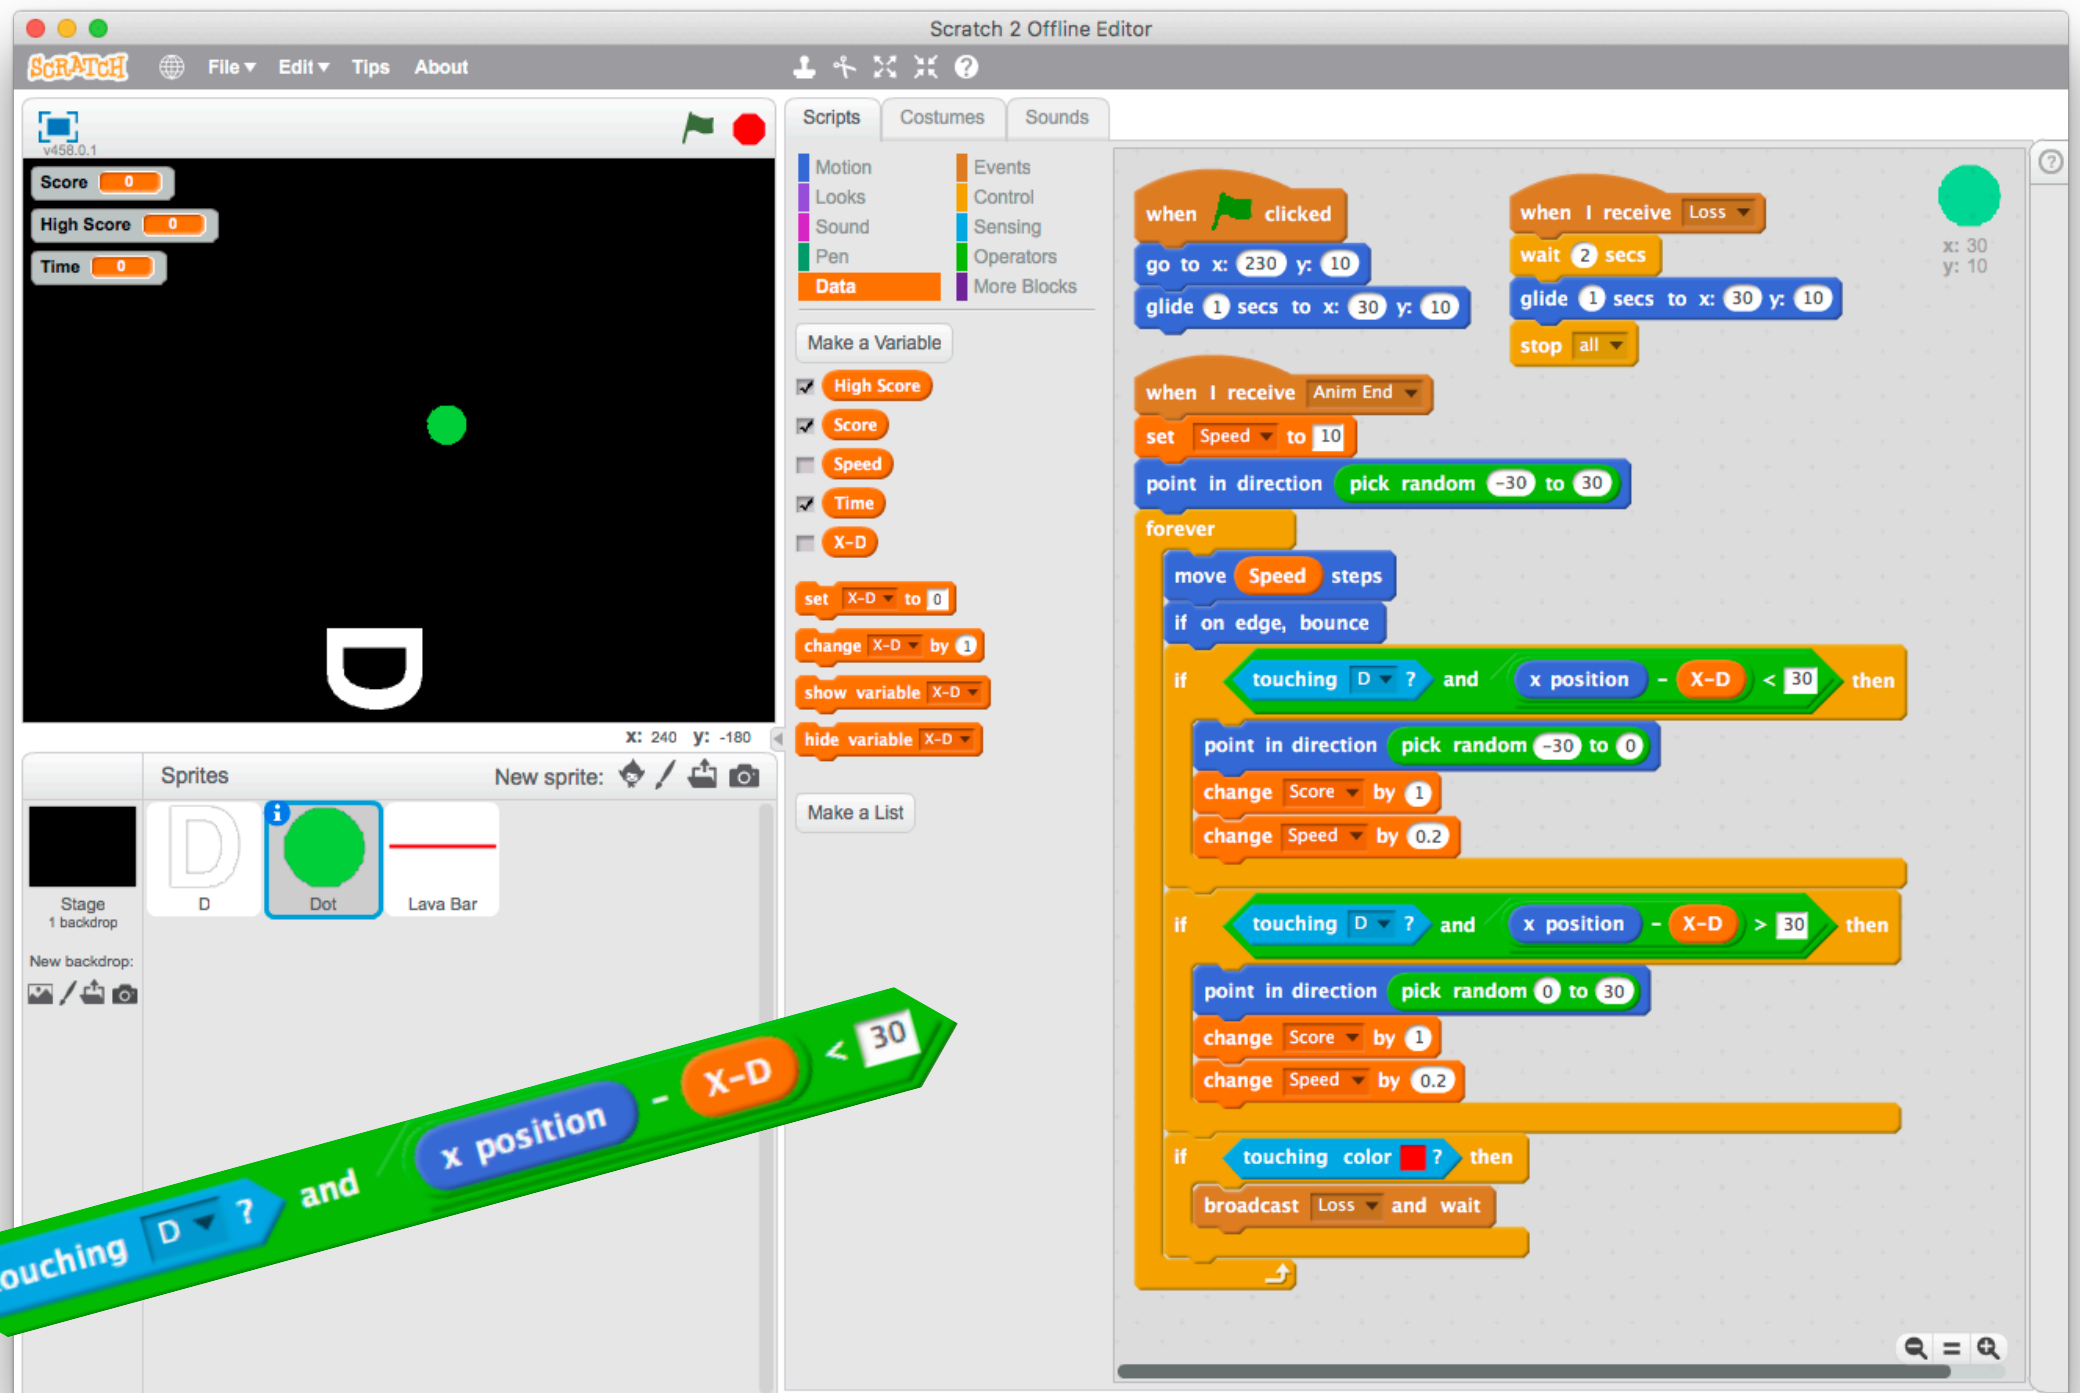 Scratch 2 Offline Editor
SCRATCH File Edit Tips About
v458.0.1
Score 0
High Score 0
Time 0
x: 240 y: -180
Sprites New sprite:
Stage
1 backdrop
New backdrop:
D
Dot
Lava Bar
Scripts Costumes Sounds
Motion Events
Looks Control
Sound Sensing
Pen Operators
Data More Blocks
Make a Variable
High Score
Score
Speed
Time
X-D
set X-D to 0
change X-D by 1
show variable X-D
hide variable X-D
Make a List
when clicked
go to x: 230 y: 10
glide 1 secs to x: 30 y: 10
when I receive Loss
wait 2 secs
glide 1 secs to x: 30 y: 10
stop all
x: 30
y: 10
when I receive Anim End
set Speed to 10
point in direction pick random -30 to 30
forever
move Speed steps
if on edge, bounce
if touching D ? and x position - X-D < 30 then
point in direction pick random -30 to 0
change Score by 1
change Speed by 0.2
if touching D ? and x position - X-D > 30 then
point in direction pick random 0 to 30
change Score by 1
change Speed by 0.2
if touching color ? then
broadcast Loss and wait
ouching D ? and x position - X-D < 30